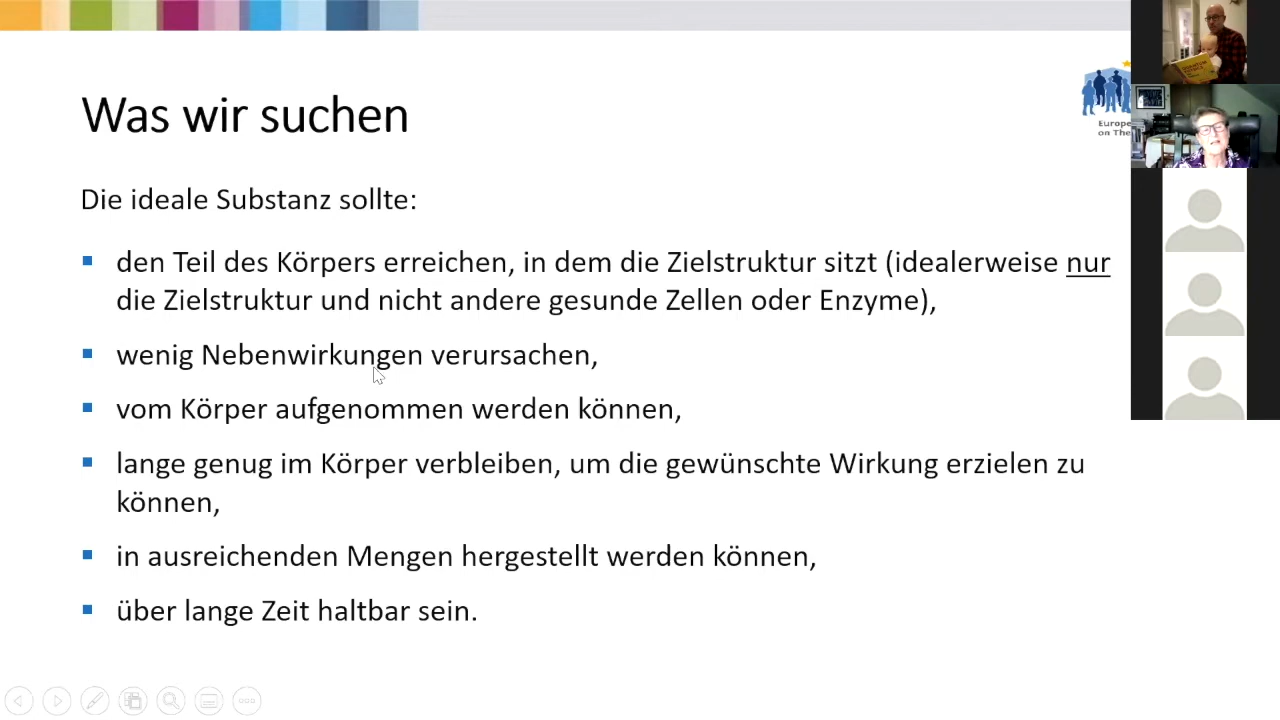 Was wir suchen
Europe
on The
Die ideale Substanz sollte:
den Teil des Körpers erreichen, in dem die Zielstruktur sitzt (idealerweise nur
die Zielstruktur und nicht andere gesunde Zellen oder Enzyme),
wenig Nebenwirkungen verursachen,
vom Körper aufgenommen werden können,
lange genug im Körper verbleiben, um die gewünschte Wirkung erzielen zu
können,
in ausreichenden Mengen hergestellt werden können,
über lange Zeit haltbar sein.